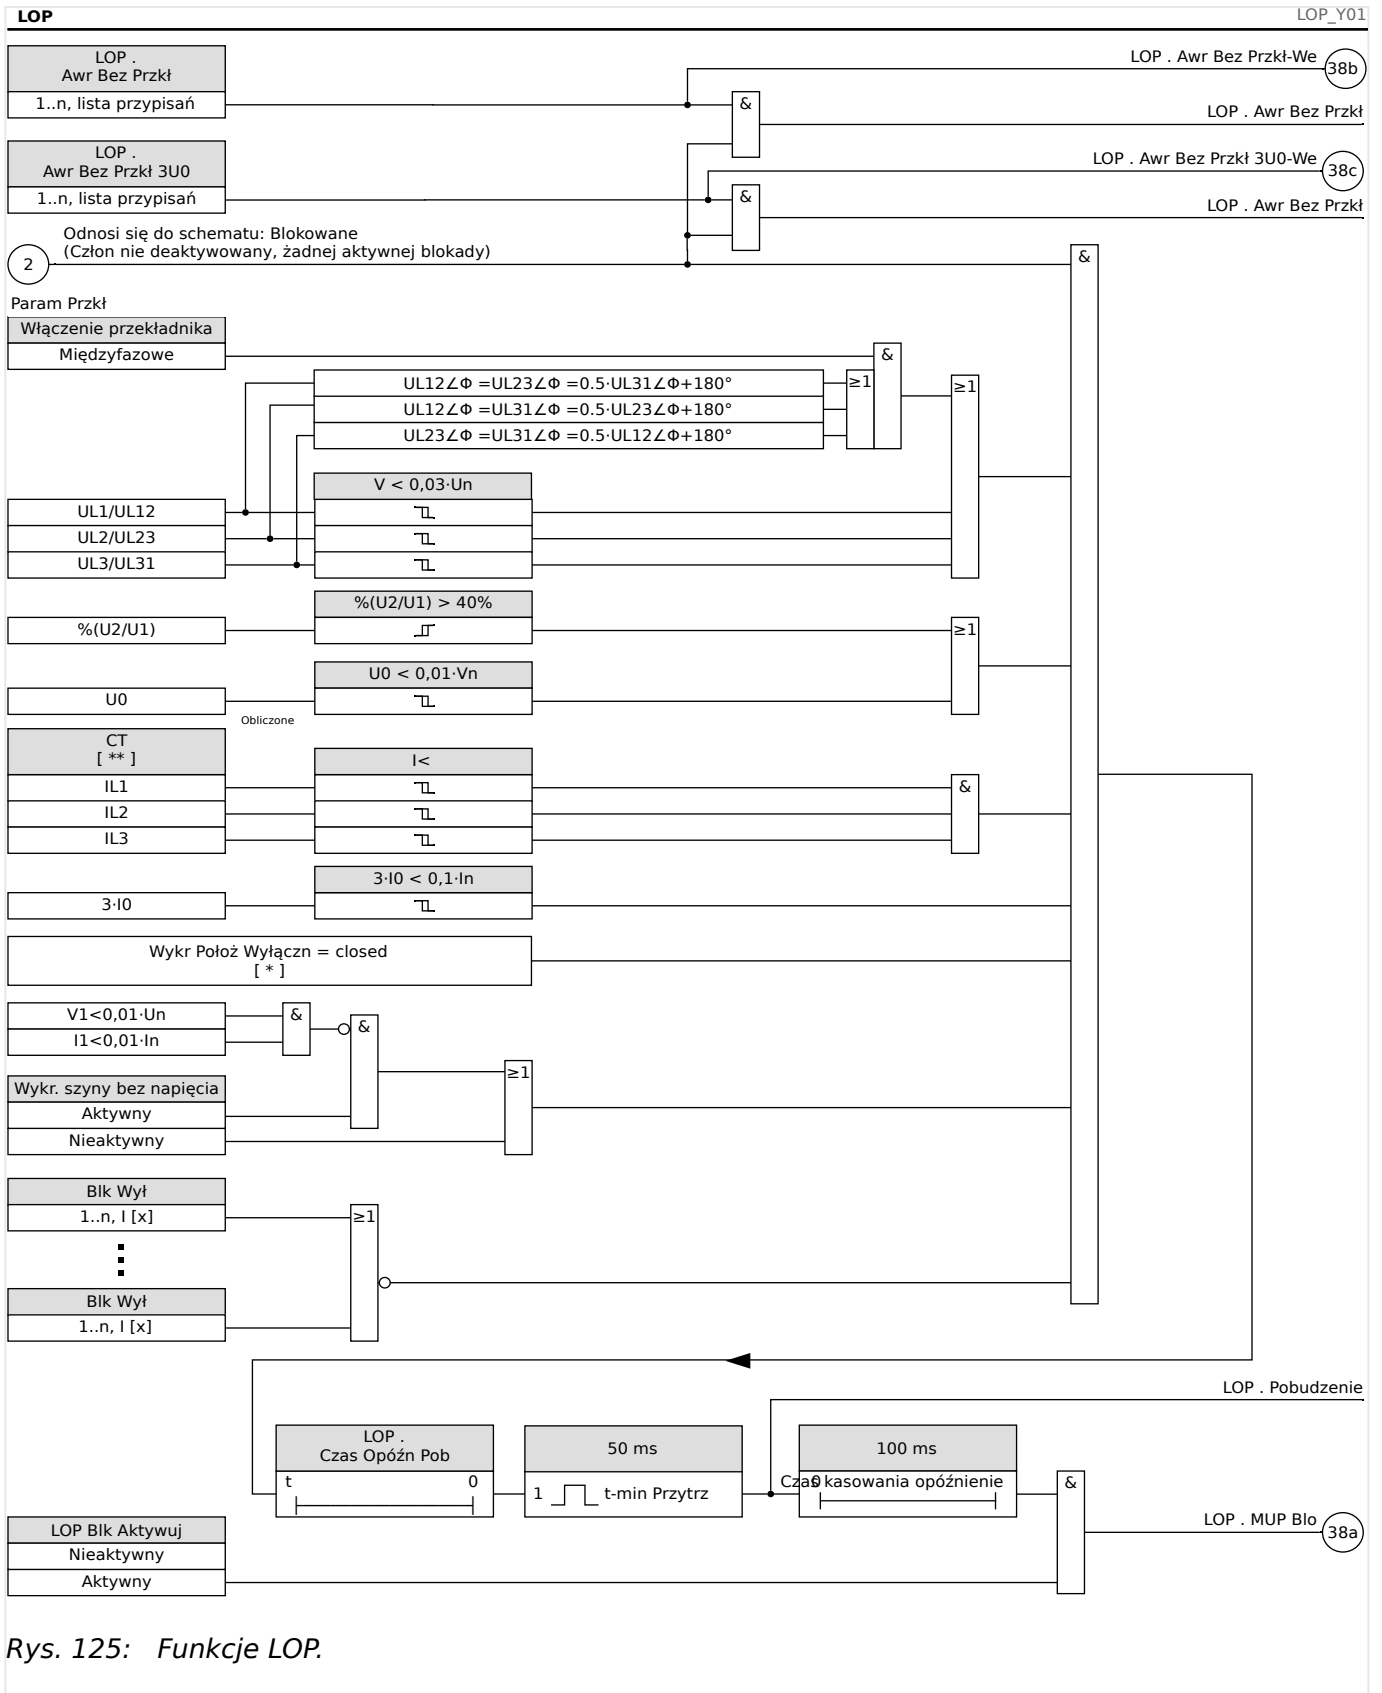 LOP
LOP_Y01
LOP .
Awr Bez Przkł
1..n, lista przypisań
LOP . Awr Bez Przkł-We
38b
&
LOP . Awr Bez Przkł
LOP .
Awr Bez Przkł 3U0
1..n, lista przypisań
LOP . Awr Bez Przkł 3U0-We
38c
&
LOP . Awr Bez Przkł
Odnosi się do schematu: Blokowane
(Człon nie deaktywowany, żadnej aktywnej blokady)
2
&
Param Przkł
Włączenie przekładnika
Międzyfazowe
&
UL12∠Φ =UL23∠Φ =0.5·UL31∠Φ+180°
≥1
≥1
UL12∠Φ =UL31∠Φ =0.5·UL23∠Φ+180°
UL23∠Φ =UL31∠Φ =0.5·UL12∠Φ+180°
V < 0,03·Un
UL1/UL12
UL2/UL23
UL3/UL31
%(U2/U1) > 40%
%(U2/U1)
≥1
U0 < 0,01·Vn
U0
Obliczone
CT
[ ** ]
I<
IL1
&
IL2
IL3
3·I0 < 0,1·In
3·I0
Wykr Położ Wyłączn = closed
[ * ]
V1<0,01·Un
&
&
I1<0,01·In
≥1
Wykr. szyny bez napięcia
Aktywny
Nieaktywny
Blk Wył
1..n, I [x]
≥1
Blk Wył
1..n, I [x]
LOP . Pobudzenie
LOP .
Czas Opóźn Pob
50 ms
100 ms
t 0
1 t-min Przytrz
0
Czas kasowania opóźnienie
&
LOP . MUP Blo
38a
LOP Blk Aktywuj
Nieaktywny
Aktywny
Rys. 125: Funkcje LOP.